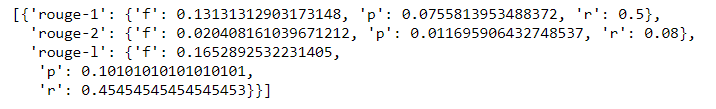 [{'rouge-1': {'f': 0.13131312903173148, 'p': 0.0755813953488372, 'r': 0.5},
'rouge-2': {'f': 0.020408161039671212, 'p': 0.011695906432748537, 'r': 0.08},
'rouge-l': {'f': 0.1652892532231405,
'p': 0.10101010101010101,
'r': 0.45454545454545453}}]